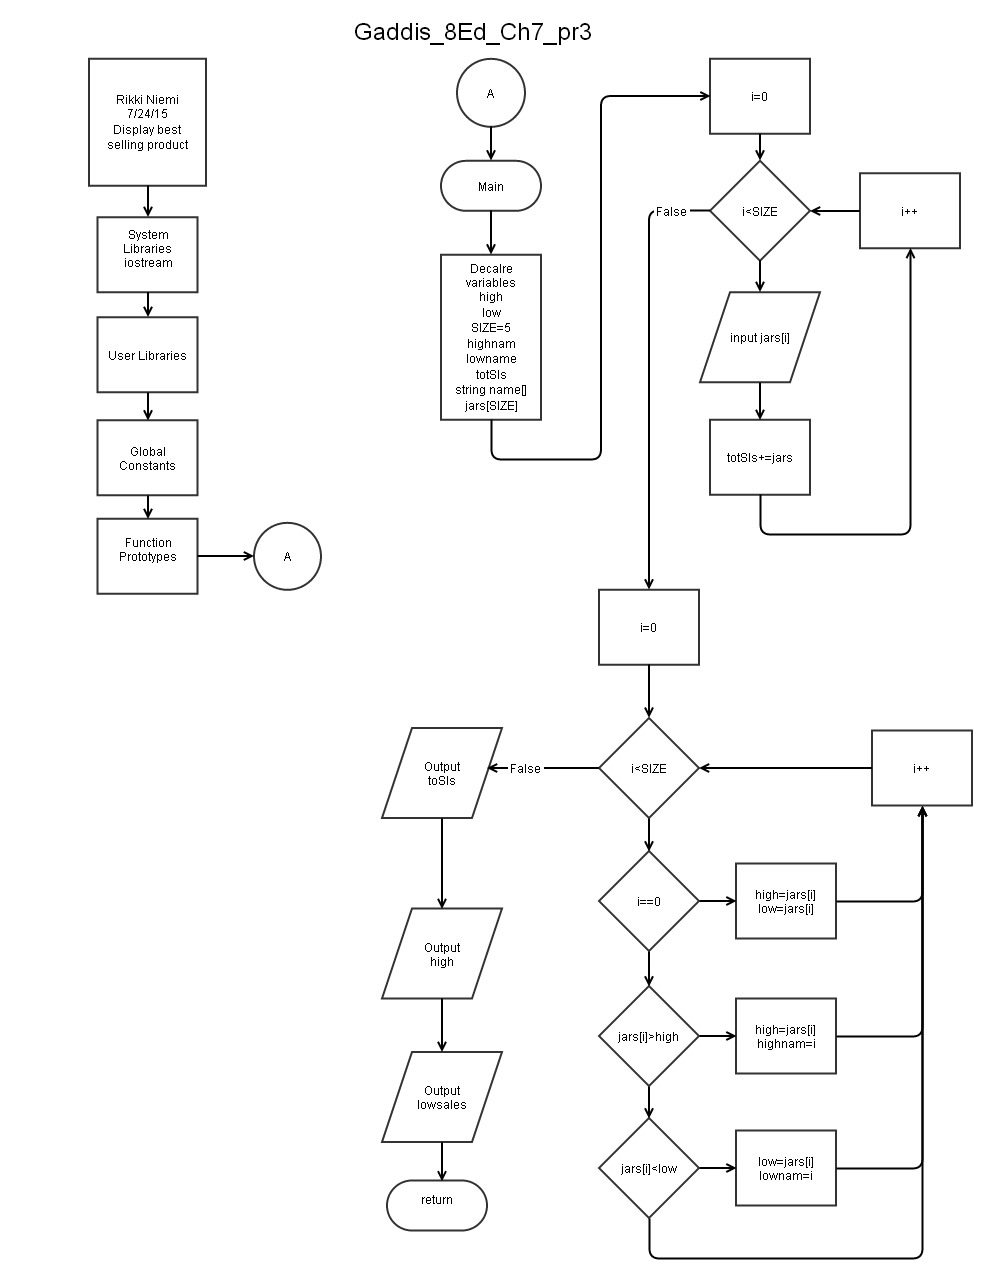 Gaddis_8Ed_Ch7_pr3
Rikki Niemi
7/24/15
Display best
selling product
System
Libraries
iostream
User Libraries
Global
Constants
Function
Prototypes
A
A
Main
Decalre
variables
high
low
SIZE=5
highnam
lowname
totSls
string name[]
jars[SIZE]
i=0
i<SIZE
False
i++
input jars[i]
totSls+=jars
i=0
i<SIZE
False
i++
Output
toSls
i==0
high=jars[i]
low=jars[i]
Output
high
jars[i]>high
high=jars[i]
highnam=i
Output
lowsales
jars[i]<low
low=jars[i]
lownam=i
return